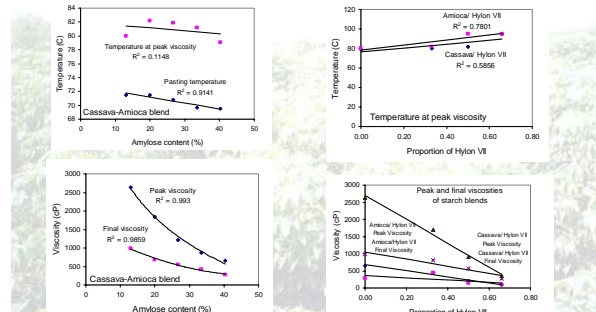 84
80
76
72
68
Temperature (C)
Temperature at peak viscosity
R² = 0.1148
Pasting temperature
R² = 0.9141
Cassava-Amioca blend
0 10 20 30 40 50
Amylose content (%)
120
100
80
60
40
20
0
Temperature (C)
Amioca/ Hylon VII
R² = 0.7801
Cassava/ Hylon VII
R² = 0.5856
Temperature at peak viscosity
0.00 0.20 0.40 0.60 0.80
Proportion of Hylon VII
3000
2500
2000
1500
1000
500
0
Viscosity (cP)
Peak viscosity
R² = 0.993
Final viscosity
R² = 0.9859
Cassava-Amioca blend
0 10 20 30 40 50
Amylose content (%)
3000
2500
2000
1500
1000
500
0
Viscosity (cP)
Peak and final viscosities
of starch blends
Amioca/ Hylon VII
Peak Viscosity
Amioca/Hylon VII
Final Viscosity
Cassava/ Hylon VII
Peak Viscosity
Cassava/ Hylon VII
Final Viscosity
0.00 0.20 0.40 0.60 0.80
Proportion of Hylon VII